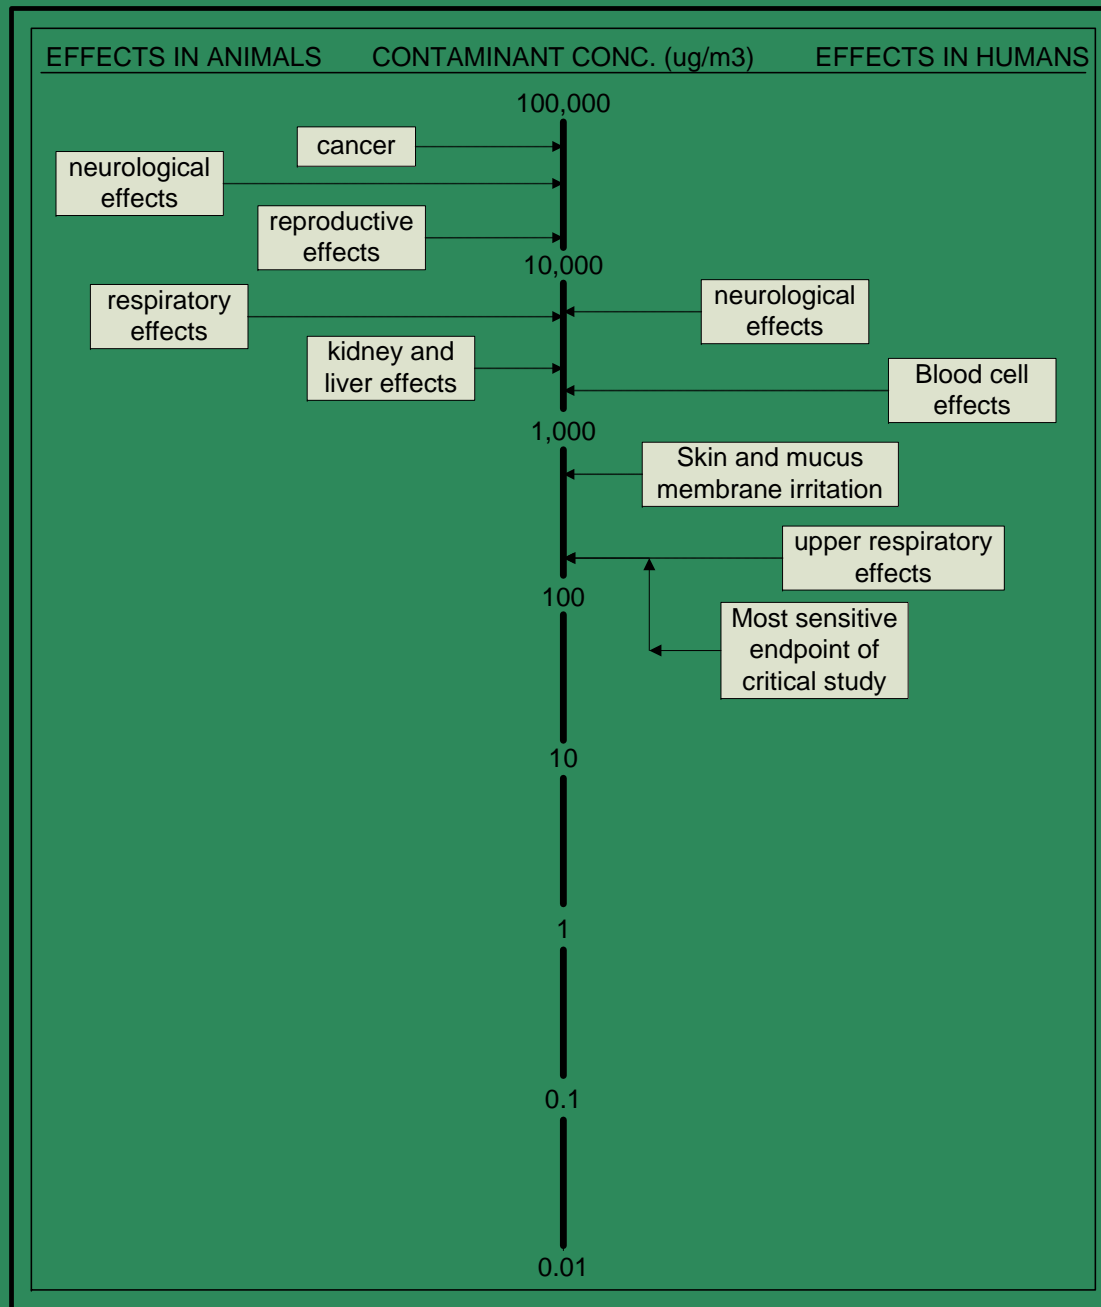 EFFECTS IN ANIMALS
CONTAMINANT CONC. (ug/m3)
EFFECTS IN HUMANS
100,000
cancer
neurological
effects
reproductive
effects
10,000
respiratory
effects
neurological
effects
kidney and
liver effects
Blood cell
effects
1,000
Skin and mucus
membrane irritation
upper respiratory
effects
100
Most sensitive
endpoint of
critical study
10
1
0.1
0.01